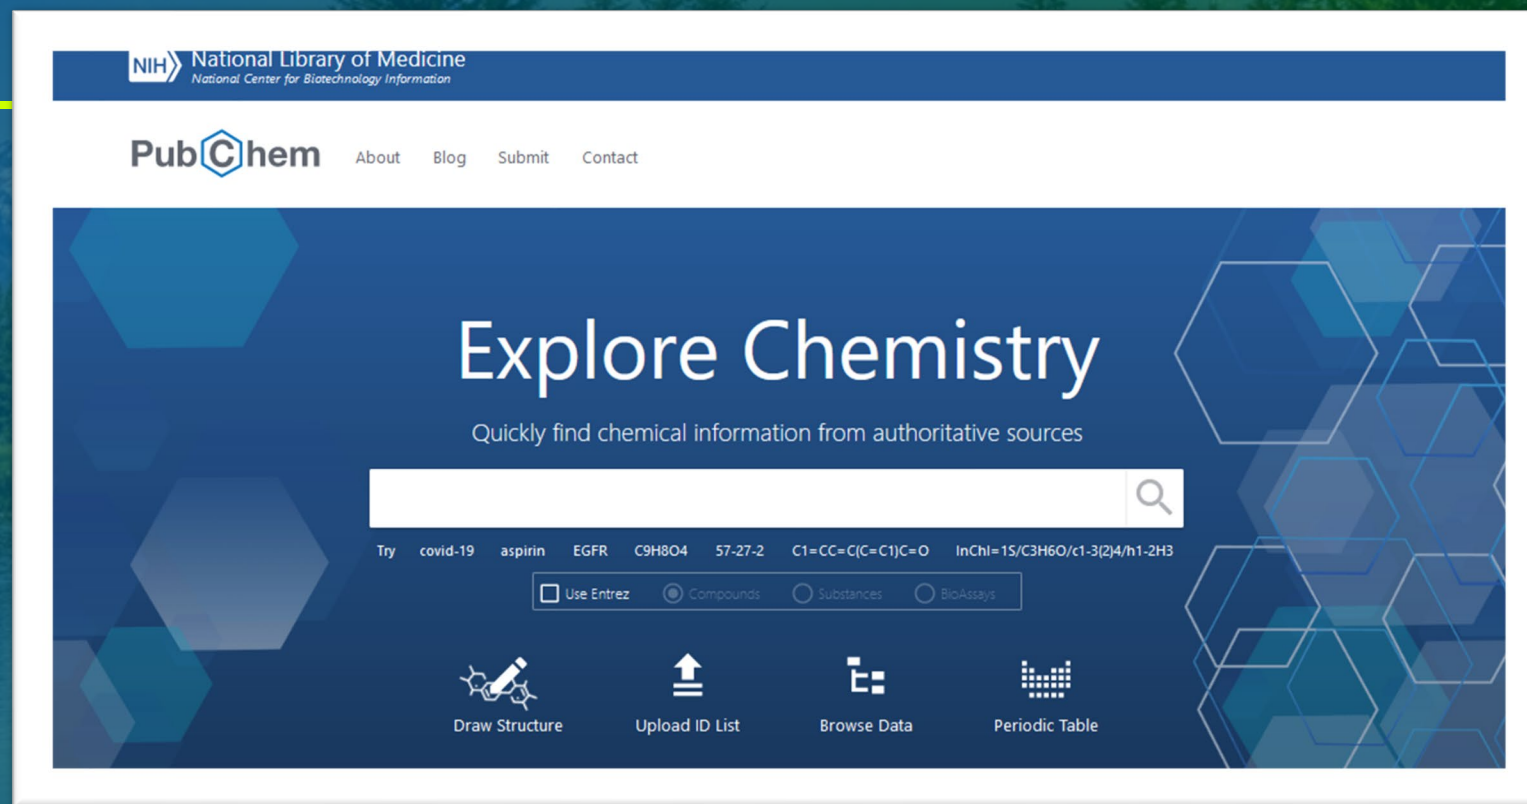 NIH National Library of Medicine
National Center for Biotechnology Information
PubChem About Blog Submit Contact
Explore Chemistry
Quickly find chemical information from authoritative sources
Try covid-19 aspirin EGFR C9H8O4 57-27-2 C1=CC=C(C=C1)C=O InChI=1S/C3H6O/c1-3(2)4/h1-2H3
Use Entrez Compounds Substances BioAssays
Draw Structure Upload ID List Browse Data Periodic Table